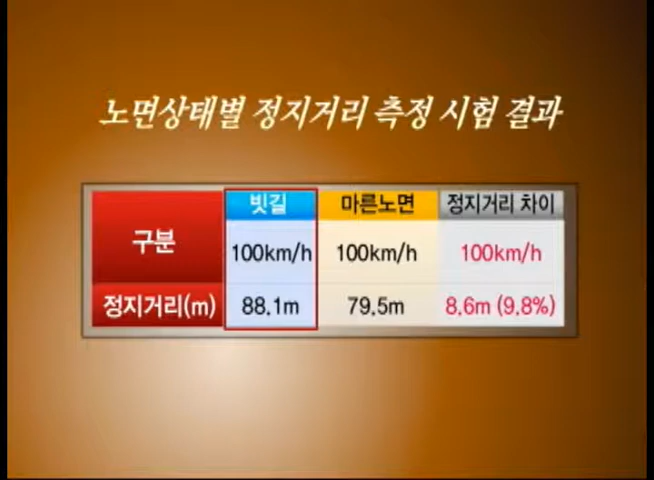 노면상태별 정지거리 측정 시험 결과
구분 빗길 마른노면 정지거리 차이
100km/h 100km/h 100km/h
정지거리(m) 88.1m 79.5m 8.6m (9.8%)